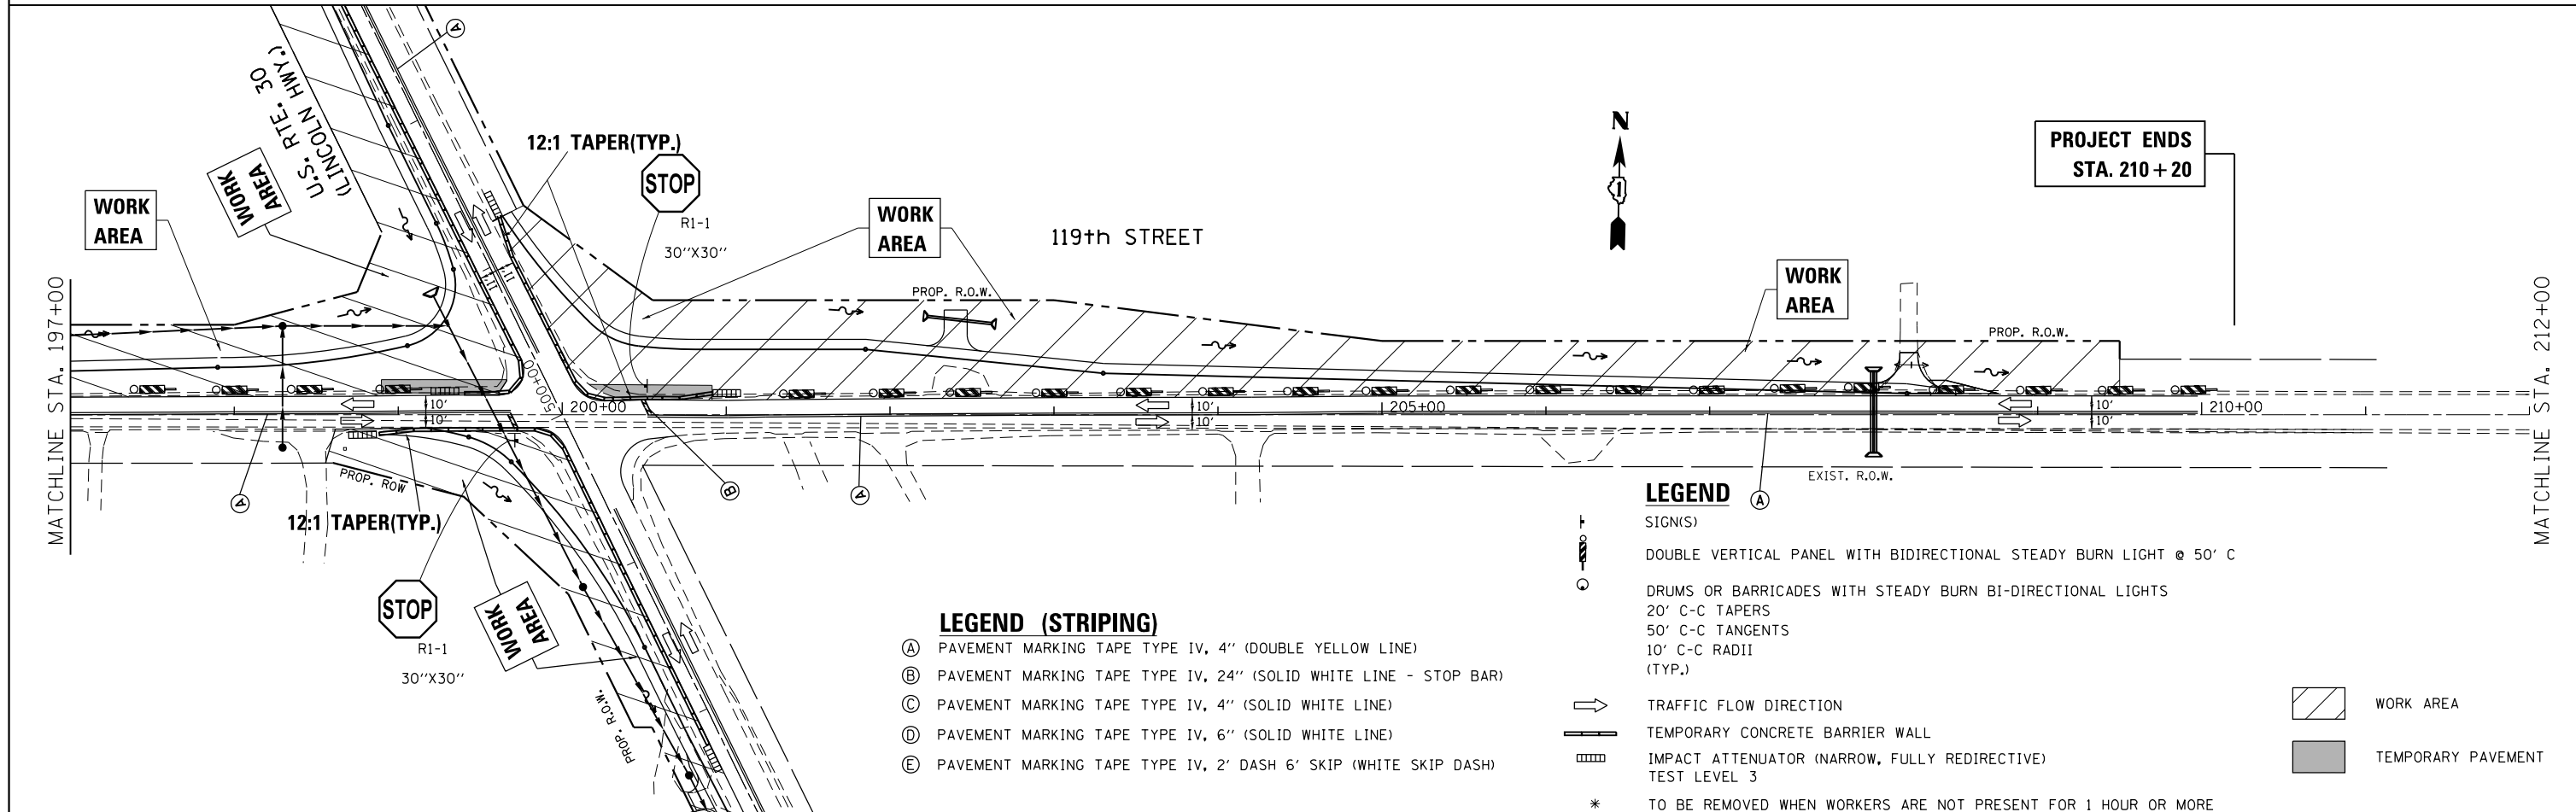 MATCHLINE STA. 197+00
WORK
AREA
WORK
AREA
U.S. RTE. 30
(LINCOLN HWY.)
A
12:1 TAPER(TYP.)
STOP
R1-1
30''X30''
WORK
AREA
119th STREET
PROP. R.O.W.
N
1
WORK
AREA
PROJECT ENDS
STA. 210+20
PROP. R.O.W.
MATCHLINE STA. 212+00
11'
11'
500+00
200+00
205+00
210+00
10'
10'
10'
10'
10'
10'
A
PROP. ROW
12:1 TAPER(TYP.)
B
A
A
EXIST. R.O.W.
STOP
R1-1
30''X30''
WORK
AREA
PROP. R.O.W.
LEGEND (STRIPING)
A PAVEMENT MARKING TAPE TYPE IV, 4'' (DOUBLE YELLOW LINE)
B PAVEMENT MARKING TAPE TYPE IV, 24'' (SOLID WHITE LINE - STOP BAR)
C PAVEMENT MARKING TAPE TYPE IV, 4'' (SOLID WHITE LINE)
D PAVEMENT MARKING TAPE TYPE IV, 6'' (SOLID WHITE LINE)
E PAVEMENT MARKING TAPE TYPE IV, 2' DASH 6' SKIP (WHITE SKIP DASH)
LEGEND
SIGN(S)
DOUBLE VERTICAL PANEL WITH BIDIRECTIONAL STEADY BURN LIGHT @ 50' C
DRUMS OR BARRICADES WITH STEADY BURN BI-DIRECTIONAL LIGHTS
20' C-C TAPERS
50' C-C TANGENTS
10' C-C RADII
(TYP.)
TRAFFIC FLOW DIRECTION
TEMPORARY CONCRETE BARRIER WALL
IMPACT ATTENUATOR (NARROW, FULLY REDIRECTIVE)
TEST LEVEL 3
* TO BE REMOVED WHEN WORKERS ARE NOT PRESENT FOR 1 HOUR OR MORE
WORK AREA
TEMPORARY PAVEMENT